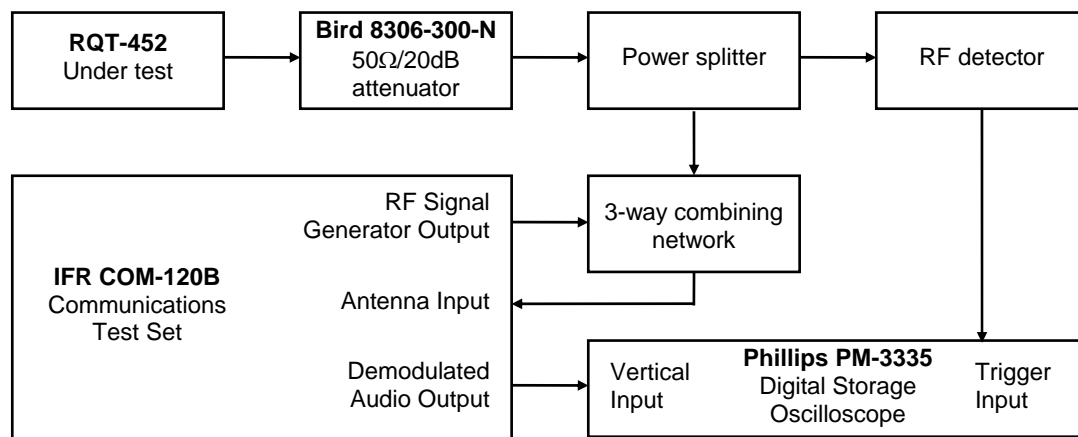 RQT-452
Under test
Bird 8306-300-N
50Ω/20dB
attenuator
Power splitter
RF detector
RF Signal
Generator Output
3-way combining
network
IFR COM-120B
Communications
Test Set
Antenna Input
Demodulated
Audio Output
Vertical
Input
Phillips PM-3335
Digital Storage
Oscilloscope
Trigger
Input